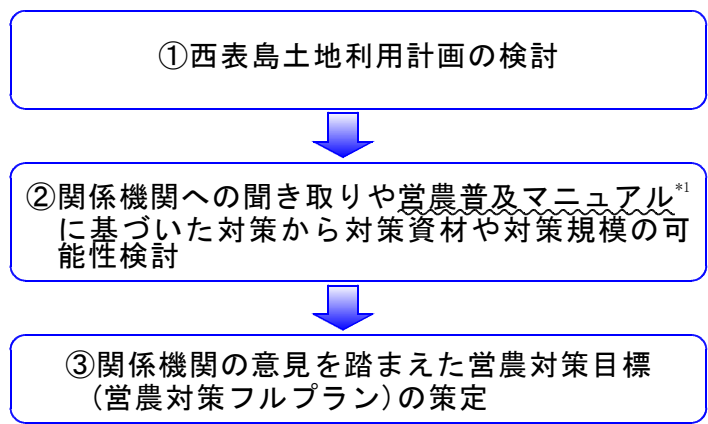 ①西表島土地利用計画の検討
②関係機関への聞き取りや営農普及マニュアル*1
に基づいた対策から対策資材や対策規模の可
能性検討
③関係機関の意見を踏まえた営農対策目標
(営農対策フルプラン)の策定